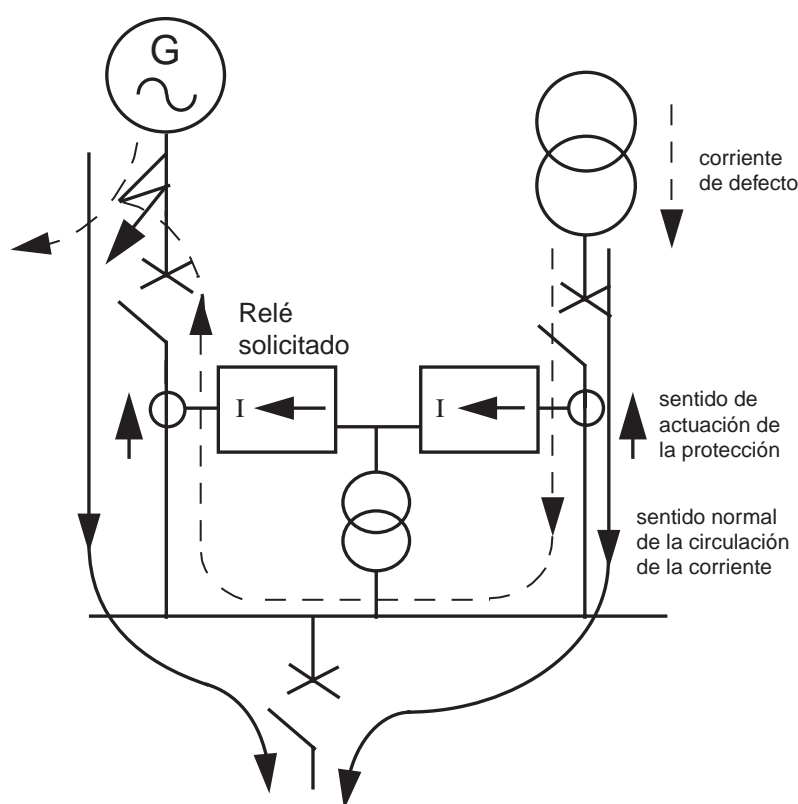 G
corriente
de defecto
Relé
solicitado
I
I
sentido de
actuación de
la protección
sentido normal
de la circulación
de la corriente